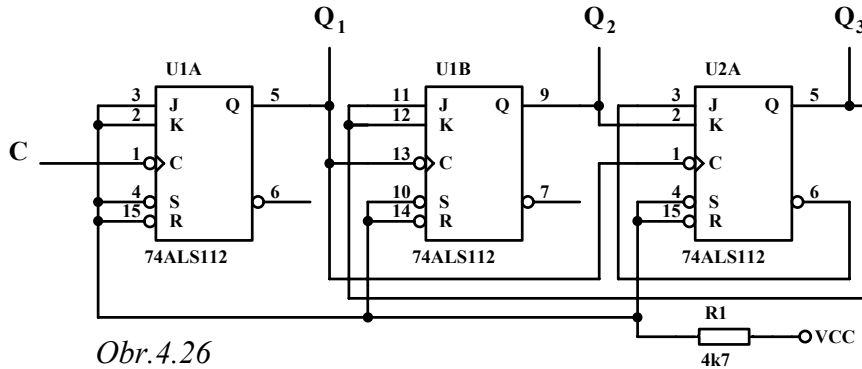 Q1 Q2 Q3
U1A U1B U2A
3 J Q 5 11 J Q 9 3 J Q 5
2 K 12 K 2 K
C 1 C 13 C 1 C
4 S 6 10 S 7 4 S 6
15 R 14 R 15 R
74ALS112 74ALS112 74ALS112
R1
VCC
4k7
Obr.4.26